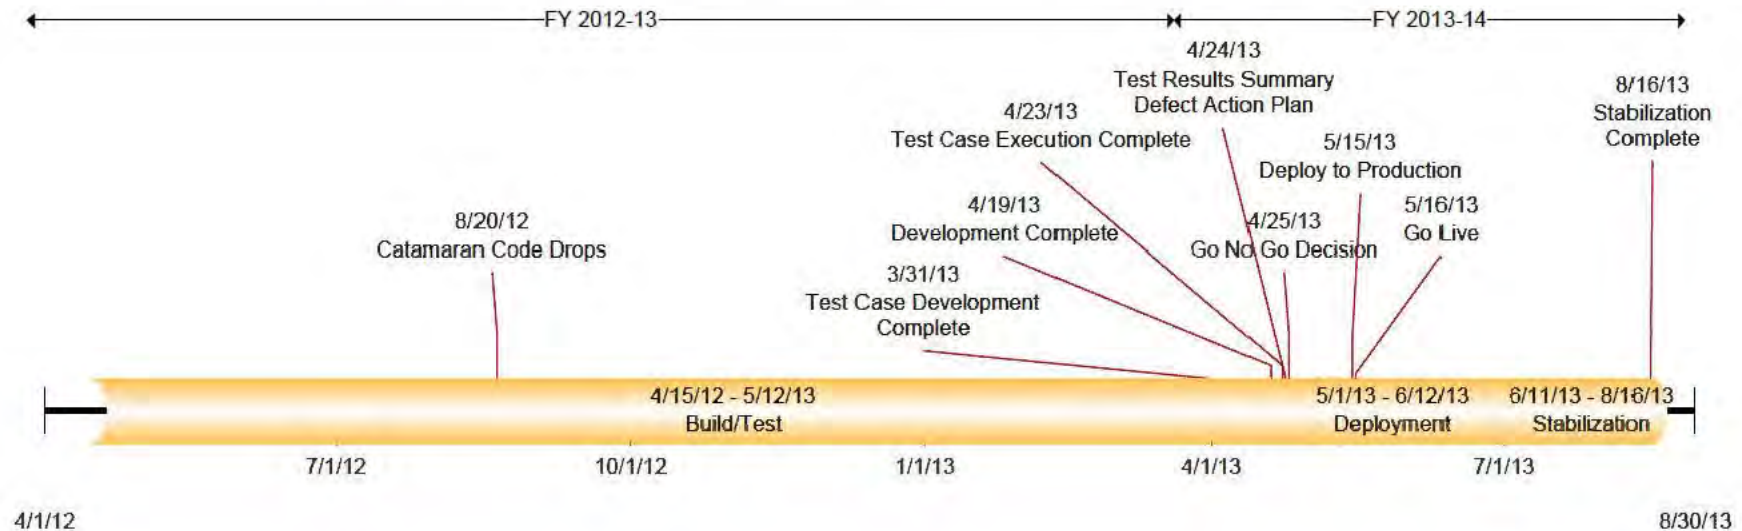 FY 2012-13
FY 2013-14
4/24/13
Test Results Summary
Defect Action Plan
8/16/13
Stabilization
Complete
4/23/13
Test Case Execution Complete
5/15/13
Deploy to Production
4/19/13
Development Complete
5/16/13
Go Live
8/20/12
Catamaran Code Drops
4/25/13
Go No Go Decision
3/31/13
Test Case Development
Complete
4/15/12 - 5/12/13
Build/Test
5/1/13 - 6/12/13
Deployment
6/11/13 - 8/16/13
Stabilization
7/1/12
10/1/12
1/1/13
4/1/13
7/1/13
4/1/12
8/30/13